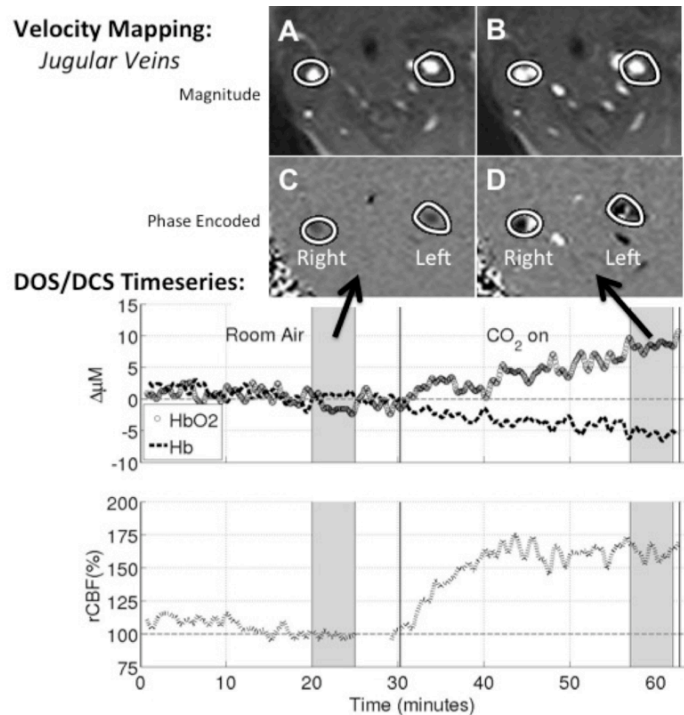 Velocity Mapping:
Jugular Veins
A
B
Magnitude
C
D
Phase Encoded
Right
Left
Right
Left
DOS/DCS Timeseries:
15
10
5
0
-5
-10
ΔμM
Room Air
CO₂ on
HbO2
Hb
200
175
150
125
100
75
rCBF(%)
0
10
20
30
40
50
60
Time (minutes)